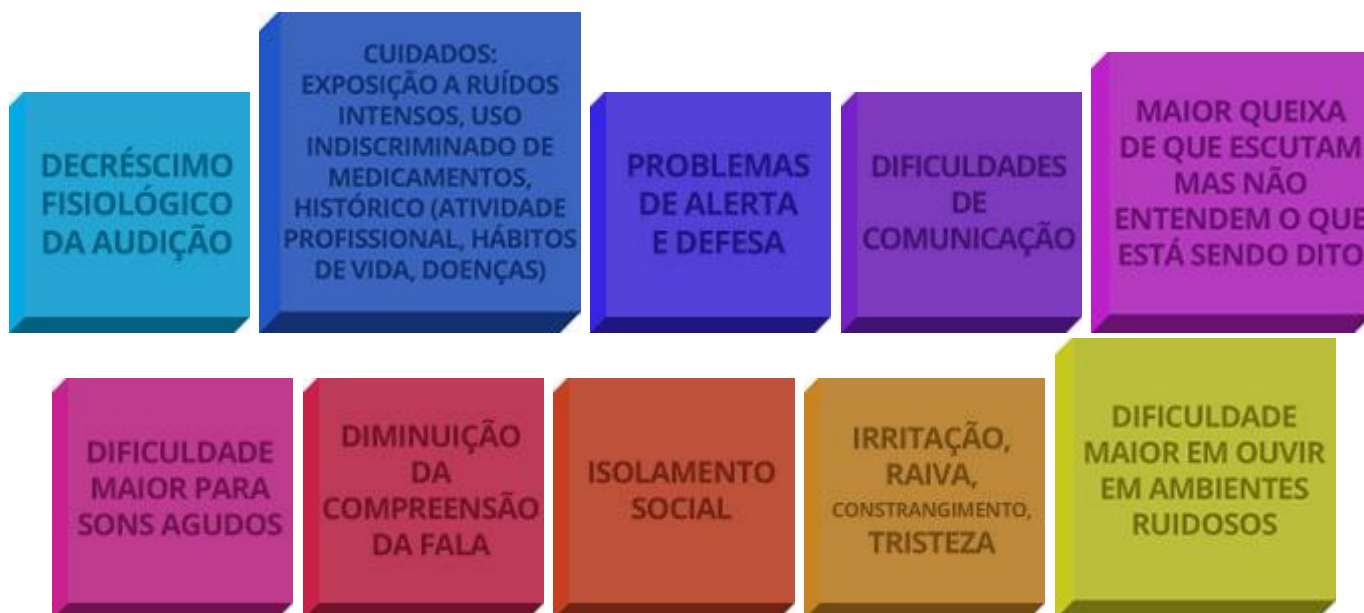 DECRÉSCIMO
FISIOLÓGICO
DA AUDIÇÃO
CUIDADOS:
EXPOSIÇÃO A RUÍDOS
INTENSOS, USO
INDISCRIMINADO DE
MEDICAMENTOS,
HISTÓRICO (ATIVIDADE
PROFISSIONAL, HÁBITOS
DE VIDA, DOENÇAS)
PROBLEMAS
DE ALERTA
E DEFESA
DIFICULDADES
DE
COMUNICAÇÃO
MAIOR QUEIXA
DE QUE ESCUTAM
MAS NÃO
ENTENDEM O QUE
ESTÁ SENDO DITO
DIFICULDADE
MAIOR PARA
SONS AGUDOS
DIMINUIÇÃO
DA
COMPREENSÃO
DA FALA
ISOLAMENTO
SOCIAL
IRRITAÇÃO,
RAIVA,
CONSTRANGIMENTO,
TRISTEZA
DIFICULDADE
MAIOR EM OUVIR
EM AMBIENTES
RUIDOSOS